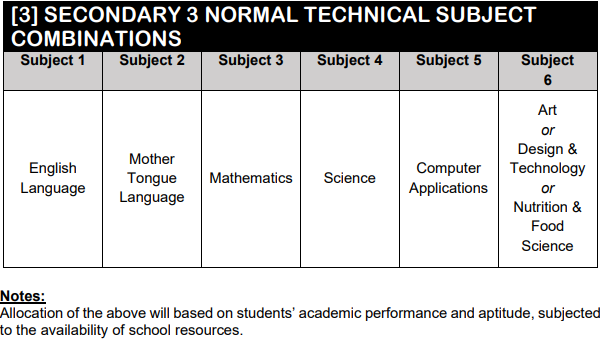 [3] SECONDARY 3 NORMAL TECHNICAL SUBJECT
COMBINATIONS
Subject 1
Subject 2
Subject 3
Subject 4
Subject 5
Subject
6
English
Language
Mother
Tongue
Language
Mathematics
Science
Computer
Applications
Art
or
Design &
Technology
or
Nutrition &
Food
Science
Notes:
Allocation of the above will based on students’ academic performance and aptitude, subjected
to the availability of school resources.